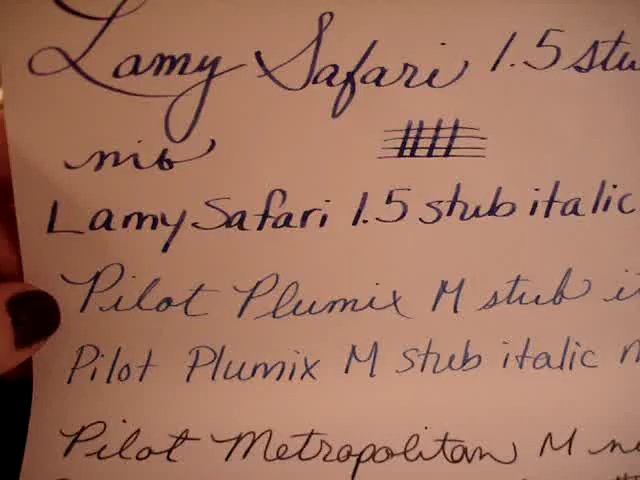 Lamy Safari 1.5 stu
nib
Lamy Safari 1.5 stub italic
Pilot Plumix M stub i
Pilot Plumix M stub italic n
Pilot Metropolitan M n